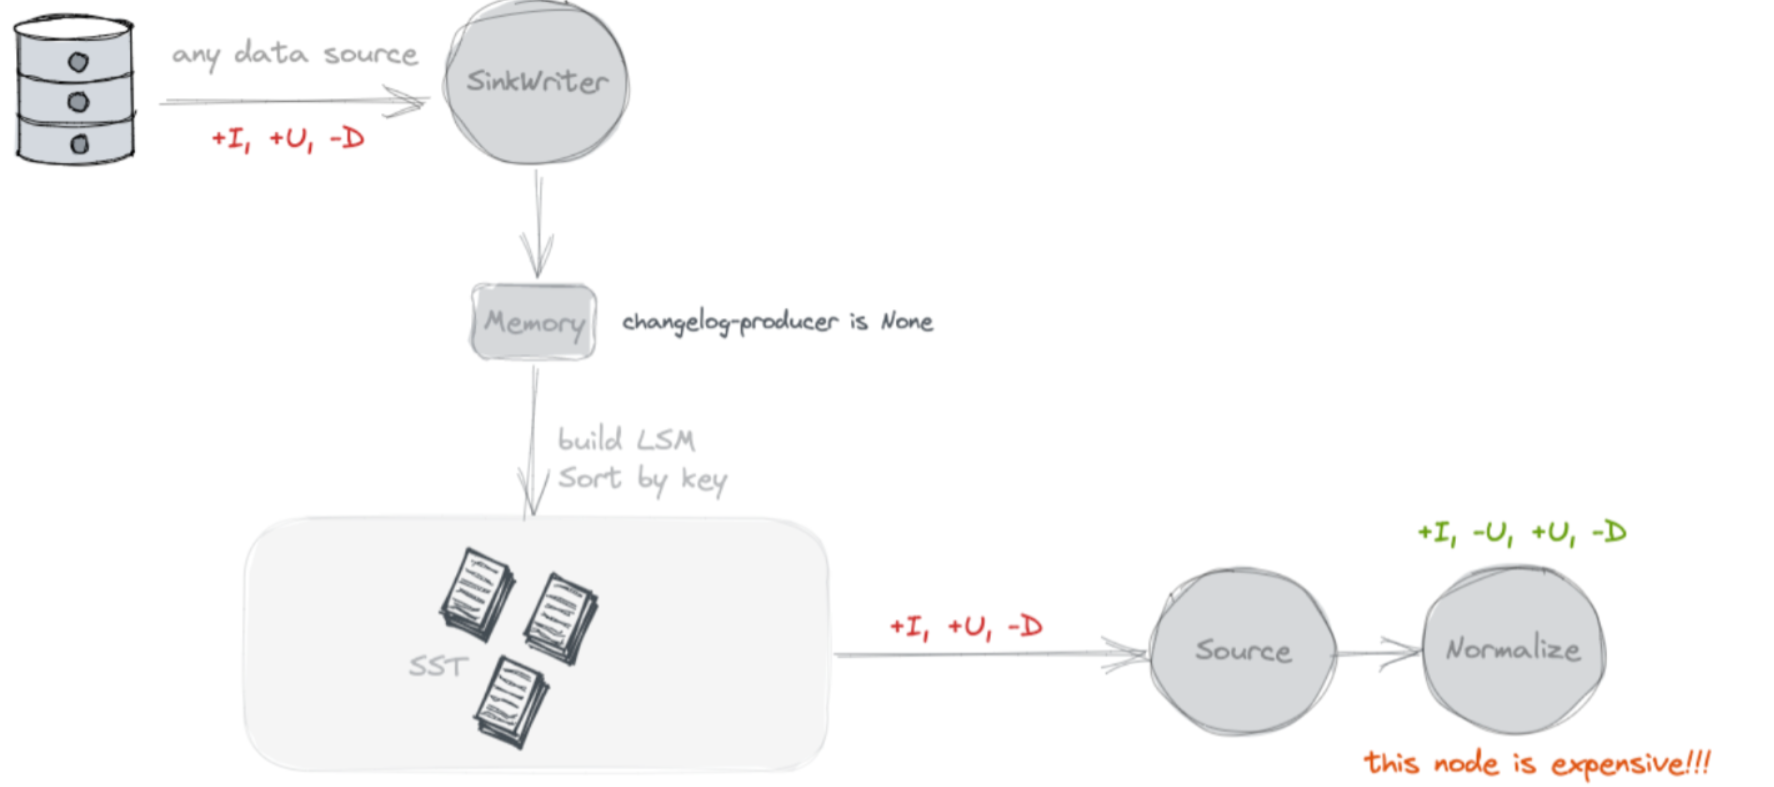 any data source
+I, +U, -D
SinkWriter
Memory
changelog-producer is None
build LSM
Sort by key
SST
+I, +U, -D
Source
+I, -U, +U, -D
Normalize
this node is expensive!!!